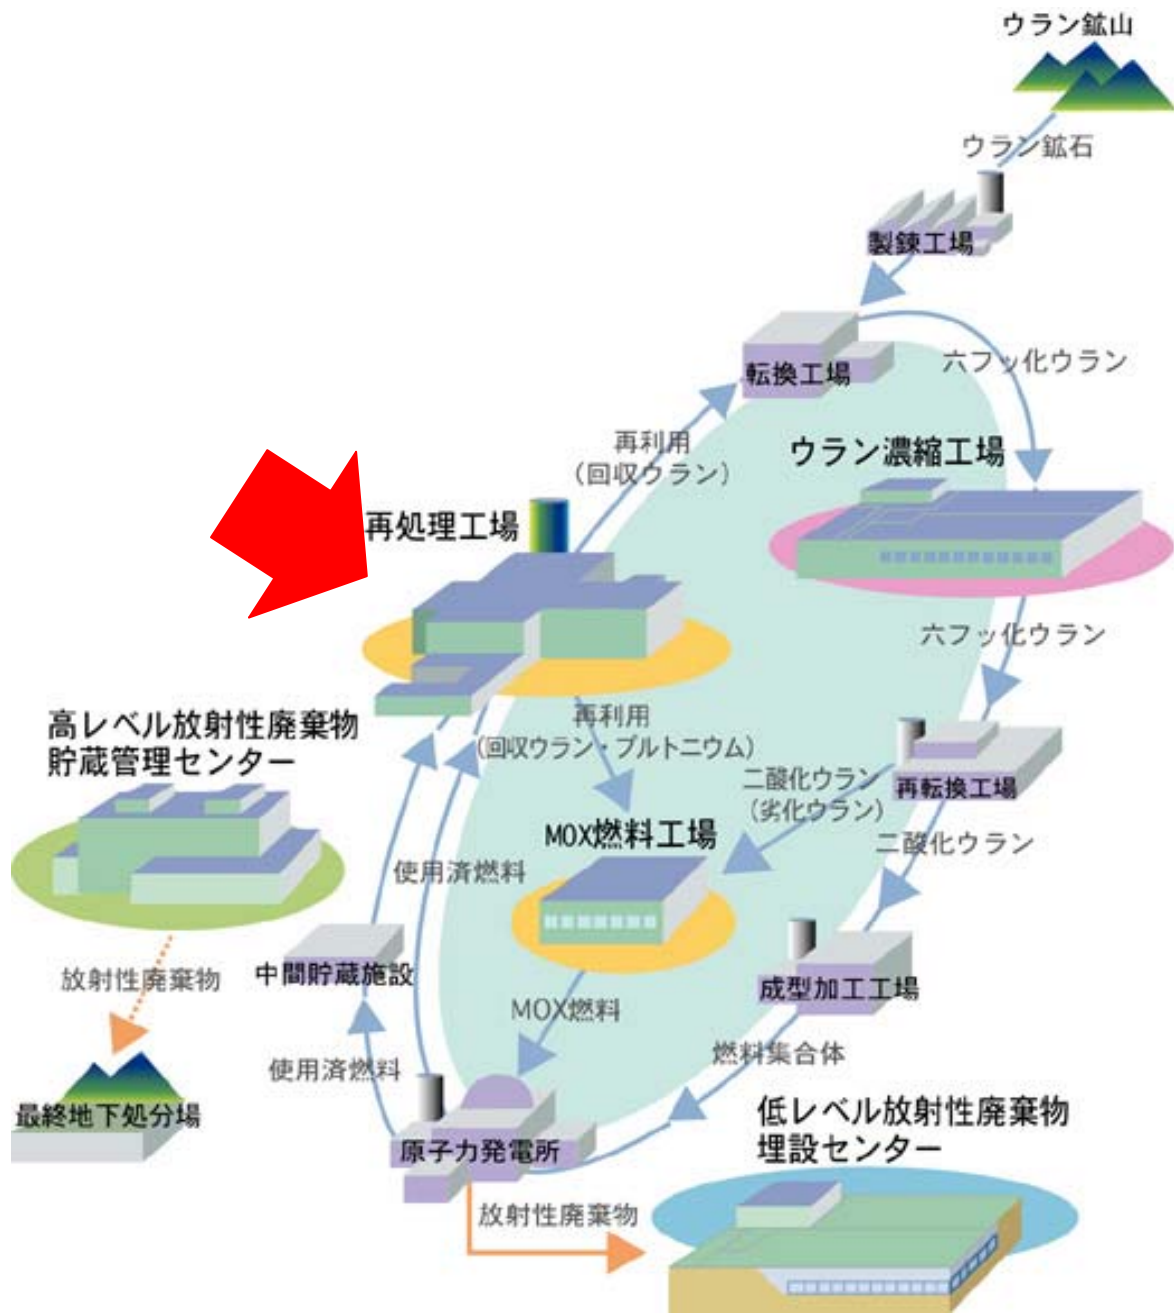 ウラン鉱山
ウラン鉱石
製錬工場
転換工場
六フッ化ウラン
再利用
(回収ウラン)
ウラン濃縮工場
再処理工場
六フッ化ウラン
高レベル放射性廃棄物
貯蔵管理センター
再利用
(回収ウラン・プルトニウム)
二酸化ウラン
(劣化ウラン)
再転換工場
MOX燃料工場
二酸化ウラン
使用済燃料
放射性廃棄物
中間貯蔵施設
成型加工工場
MOX燃料
燃料集合体
使用済燃料
最終地下処分場
原子力発電所
低レベル放射性廃棄物
埋設センター
放射性廃棄物